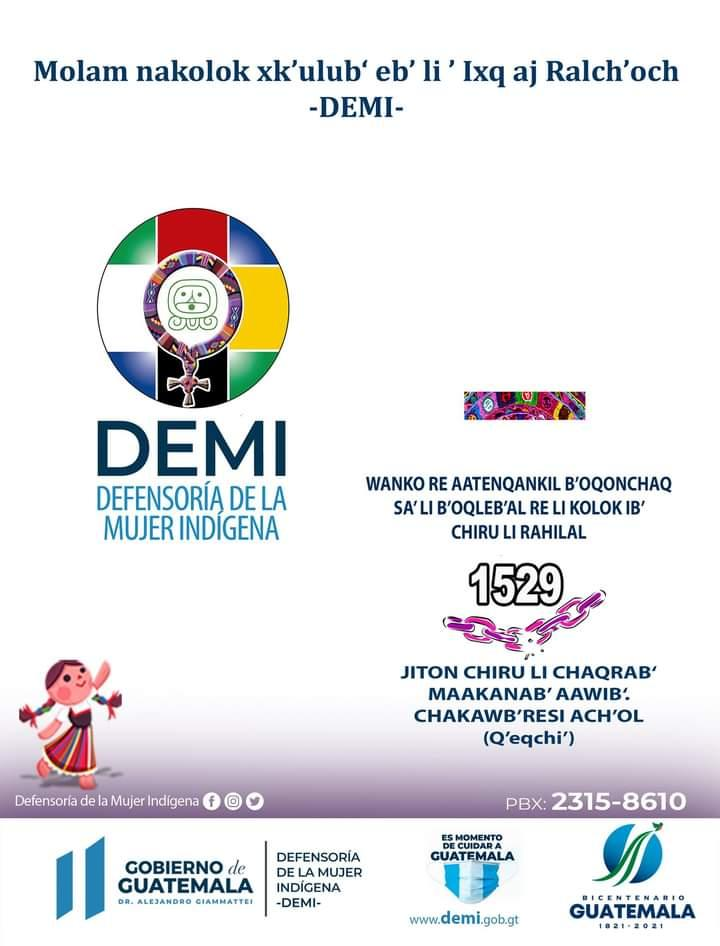 Molam nakolok xk’ulub‘ eb’ li ’ Ixq aj Ralch’och
-DEMI-
DEMI
DEFENSORÍA DE LA
MUJER INDÍGENA
WANKO RE AATENQANKIL B’OQONCHAQ
SA’ LI B’OQLEB’AL RE LI KOLOK IB’
CHIRU LI RAHILAL
1529
JITON CHIRU LI CHAQRAB‘
MAAKANAB’ AAWIB‘.
CHAKAWB’RESI ACH’OL
(Q’eqchi’)
Defensoría de la Mujer Indígena
PBX: 2315-8610
GOBIERNO de
GUATEMALA
DR. ALEJANDRO GIAMMATTEI
DEFENSORÍA
DE LA MUJER
INDÍGENA
-DEMI-
ES MOMENTO
DE CUIDAR A
GUATEMALA
www.demi.gob.gt
BICENTENARIO
GUATEMALA
1821-2021